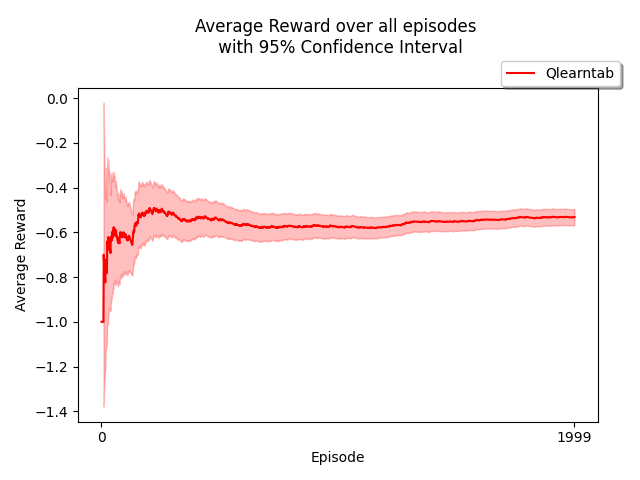 Average Reward over all episodes
with 95% Confidence Interval
Qlearntab
0.0
−0.2
−0.4
−0.6
−0.8
−1.0
−1.2
−1.4
Average Reward
0
1999
Episode